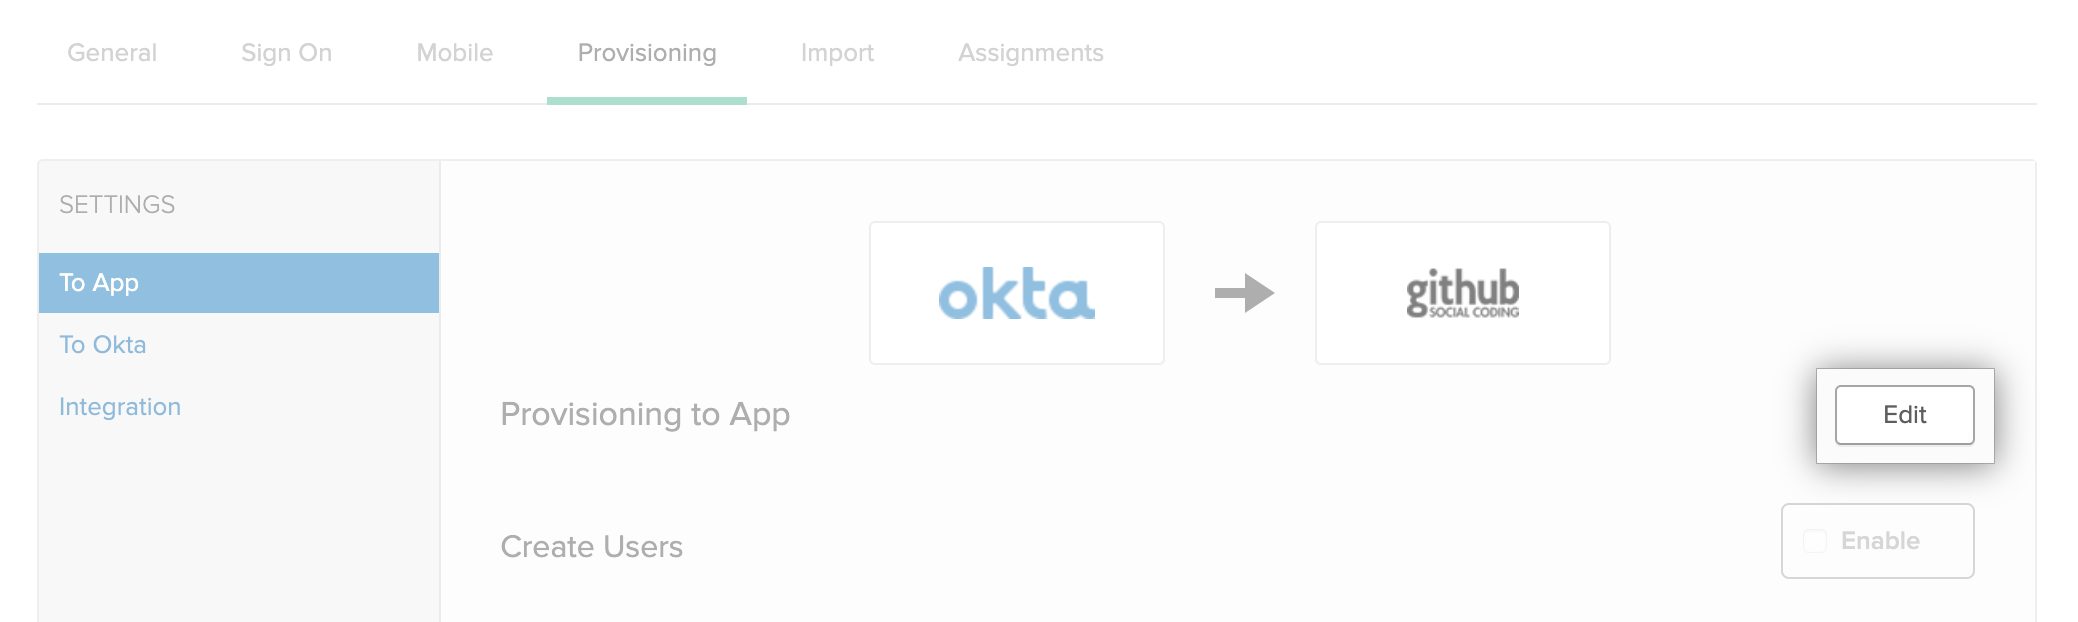 General Sign On Mobile Provisioning Import Assignments
SETTINGS
To App
To Okta
Integration
okta
github
SOCIAL CODING
Provisioning to App
Edit
Create Users
Enable